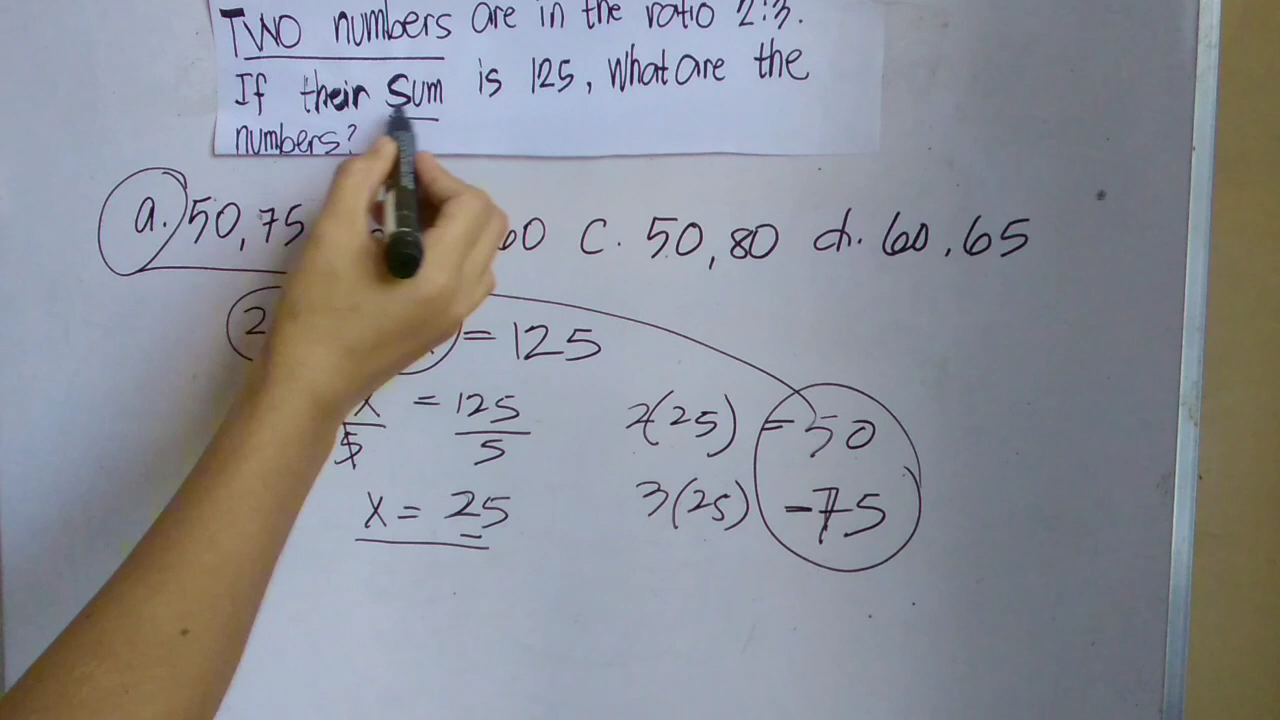 TWO numbers are in the ratio 2:3.
If their Sum is 125, What are the
numbers?
a. 50,75 60 C. 50,80 d. 60,65
2 = 125
x = 125 2(25) = 50
5 5
x = 25 3(25) -75